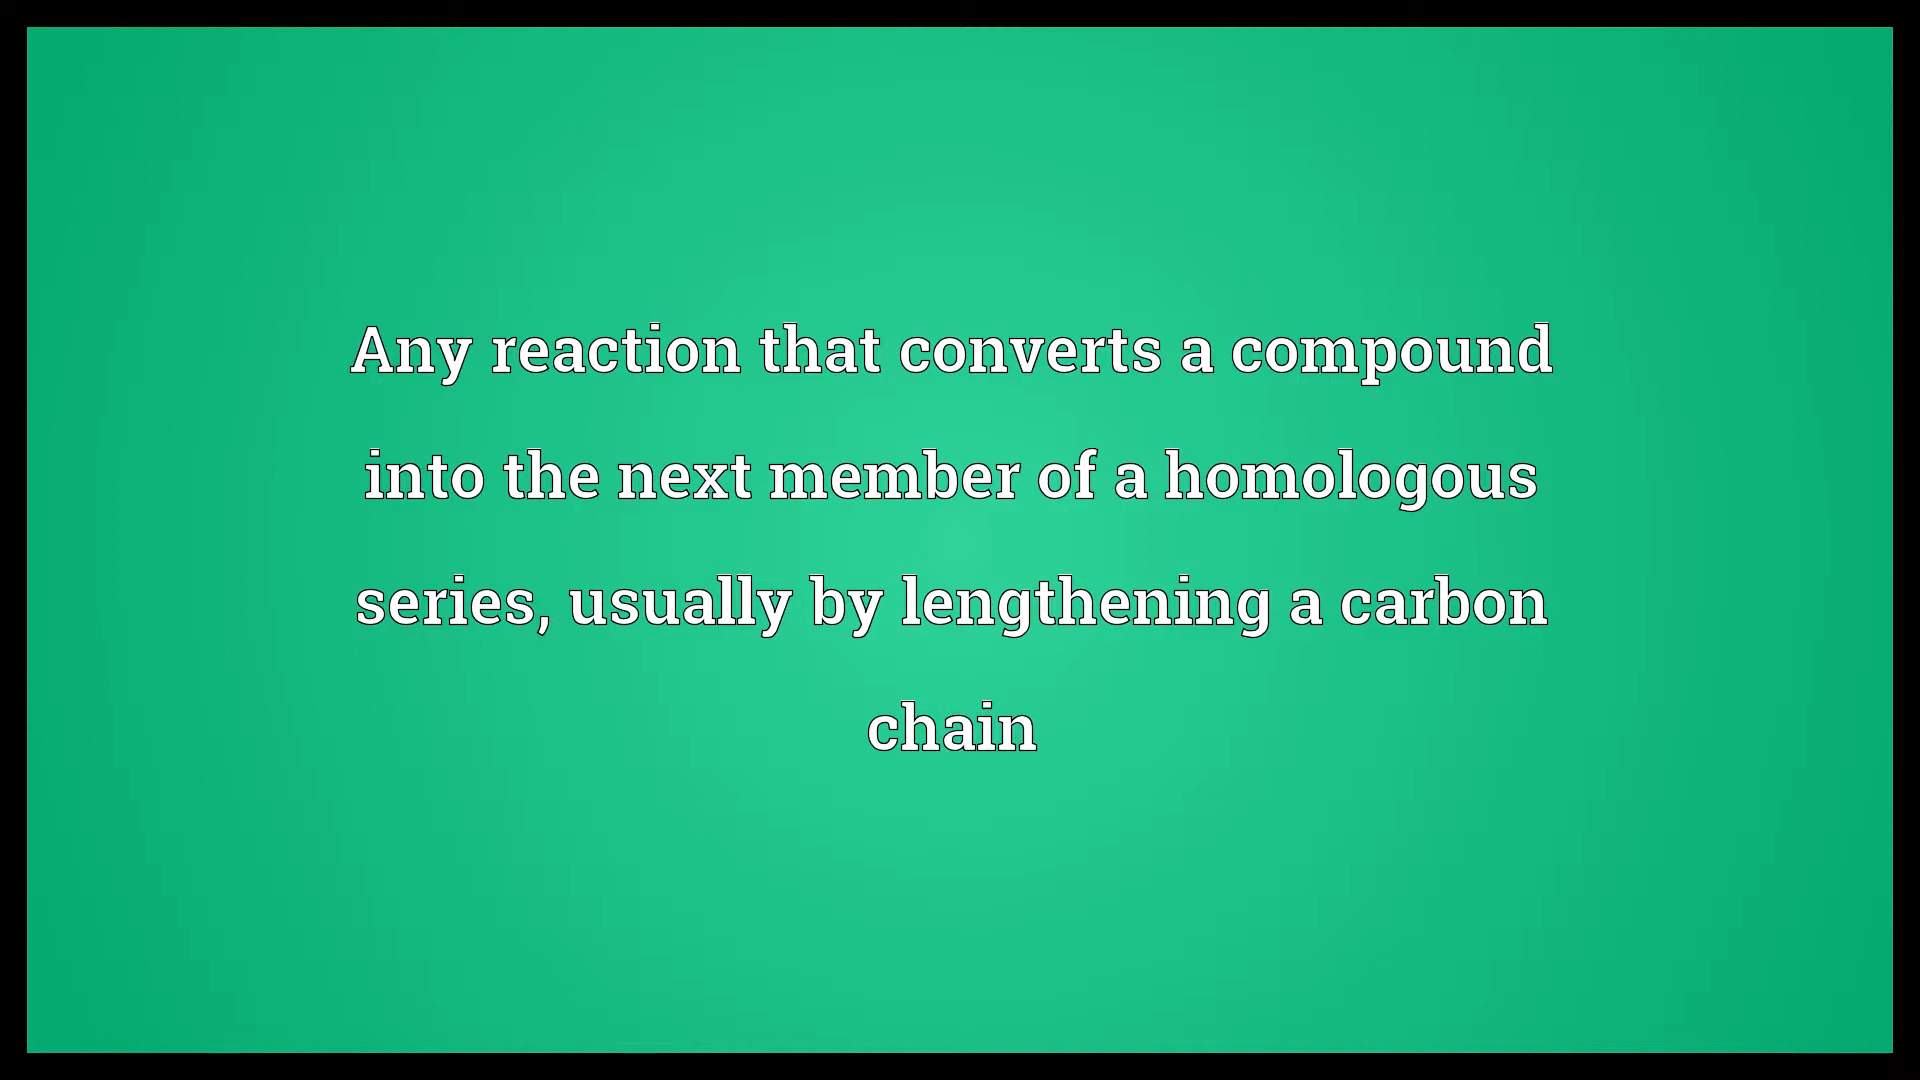 Any reaction that converts a compound
into the next member of a homologous
series, usually by lengthening a carbon
chain